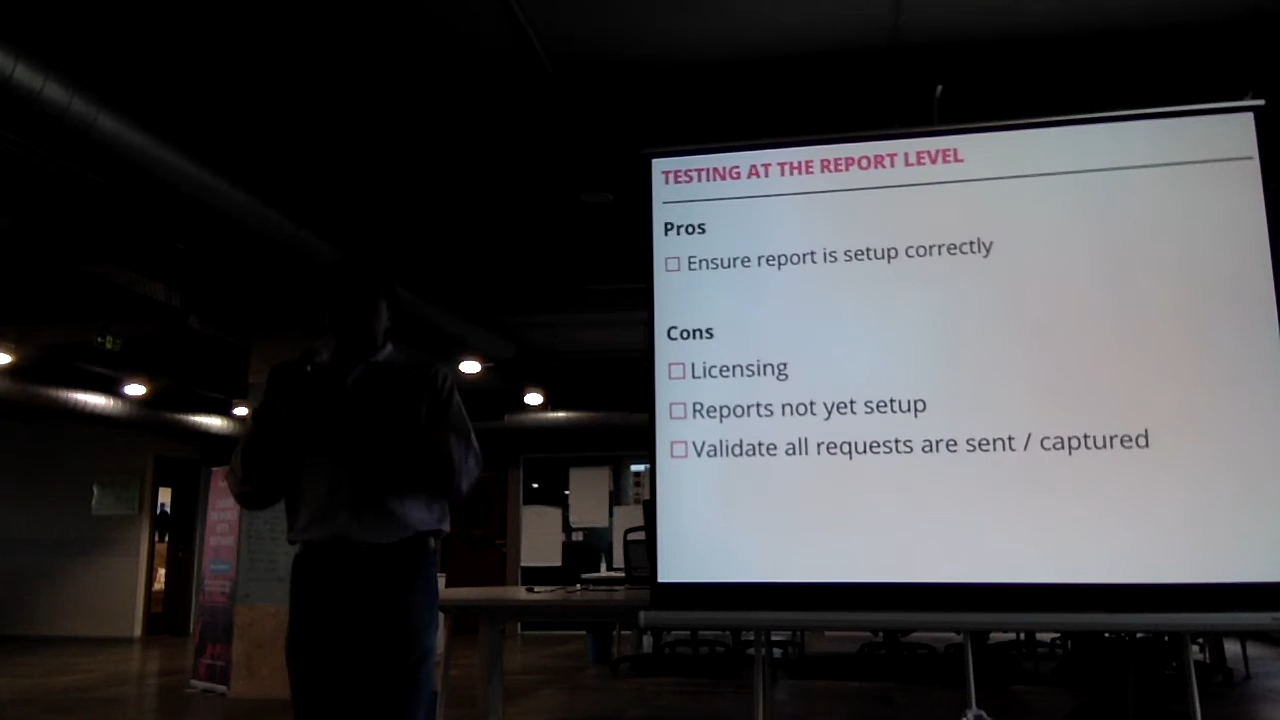 TESTING AT THE REPORT LEVEL
Pros
Ensure report is setup correctly
Cons
Licensing
Reports not yet setup
Validate all requests are sent / captured